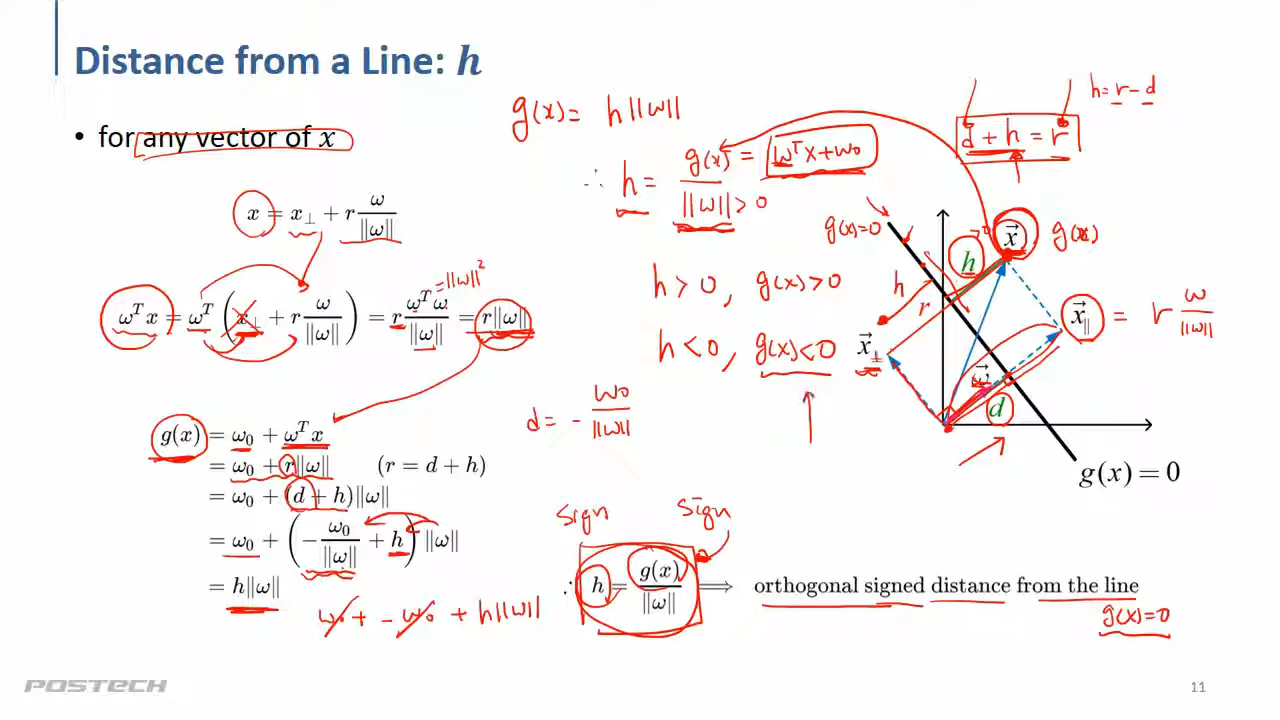 Distance from a Line: h
• for any vector of x
x = x⊥ + r ω/‖ω‖
ωᵀx = ωᵀ ( x⊥ + r ω/‖ω‖ ) = r ωᵀω/‖ω‖ = r‖ω‖
=‖ω‖²
g(x) = ω₀ + ωᵀx
= ω₀ + r‖ω‖ (r = d + h)
= ω₀ + (d + h)‖ω‖
= ω₀ + ( − ω₀/‖ω‖ + h ) ‖ω‖
= h‖ω‖
ω₀ + − ω₀ + h‖ω‖
g(x) = h‖ω‖
∴ h = g(x)/‖ω‖ = ωᵀx+ω₀
‖ω‖ > 0
h > 0, g(x) > 0
h < 0, g(x) < 0
d = − ω₀/‖ω‖
h = r − d
d + h = r
g(x)=0
x⃗
g(x)
h
h
r
x⃗∥ = r ω/‖ω‖
x⃗⊥
ω⃗
d
g(x) = 0
sign
sign
∴ h = g(x)/‖ω‖ ⟹ orthogonal signed distance from the line
g(x)=0
POSTECH
11